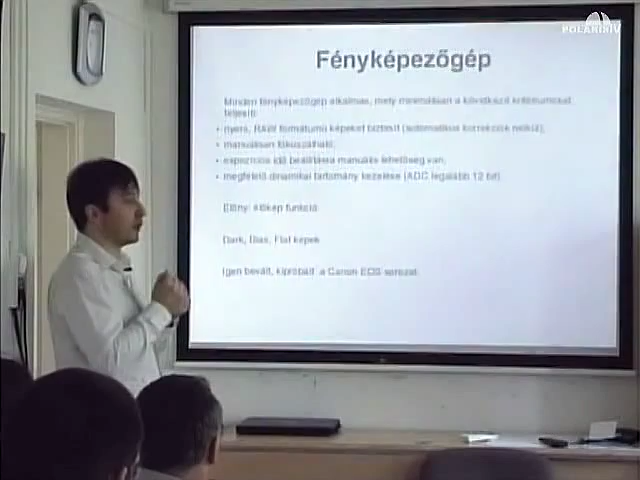 POLARIS TV
Fényképezőgép
Minden fényképezőgép alkalmas, mely minimálisan a következő kritériumokat
teljesíti:
• nyers, RAW formátumú képeket biztosít (automatikus korrekciók nélkül),
• manuálisan fókuszálható,
• expozíciós idő beállításra manuális lehetőség van,
• megfelelő dinamikai tartomány kezelése (ADC legalább 12 bit)
Előny: élőkép funkció
Dark, Bias, Flat képek
Igen bevált, kipróbált a Canon EOS sorozat